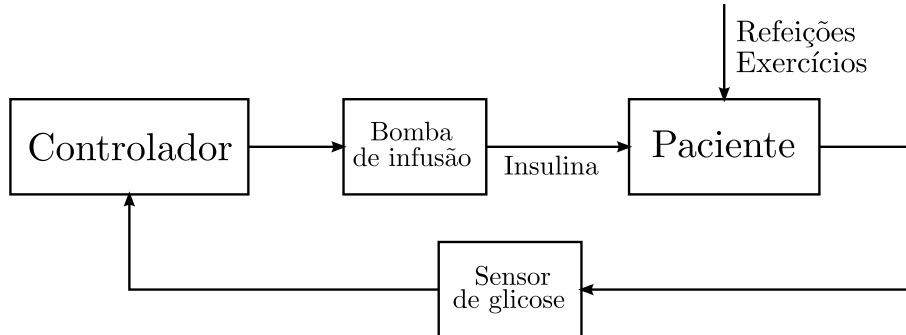 Refeições
Exercícios
Controlador
Bomba
de infusão
Insulina
Paciente
Sensor
de glicose